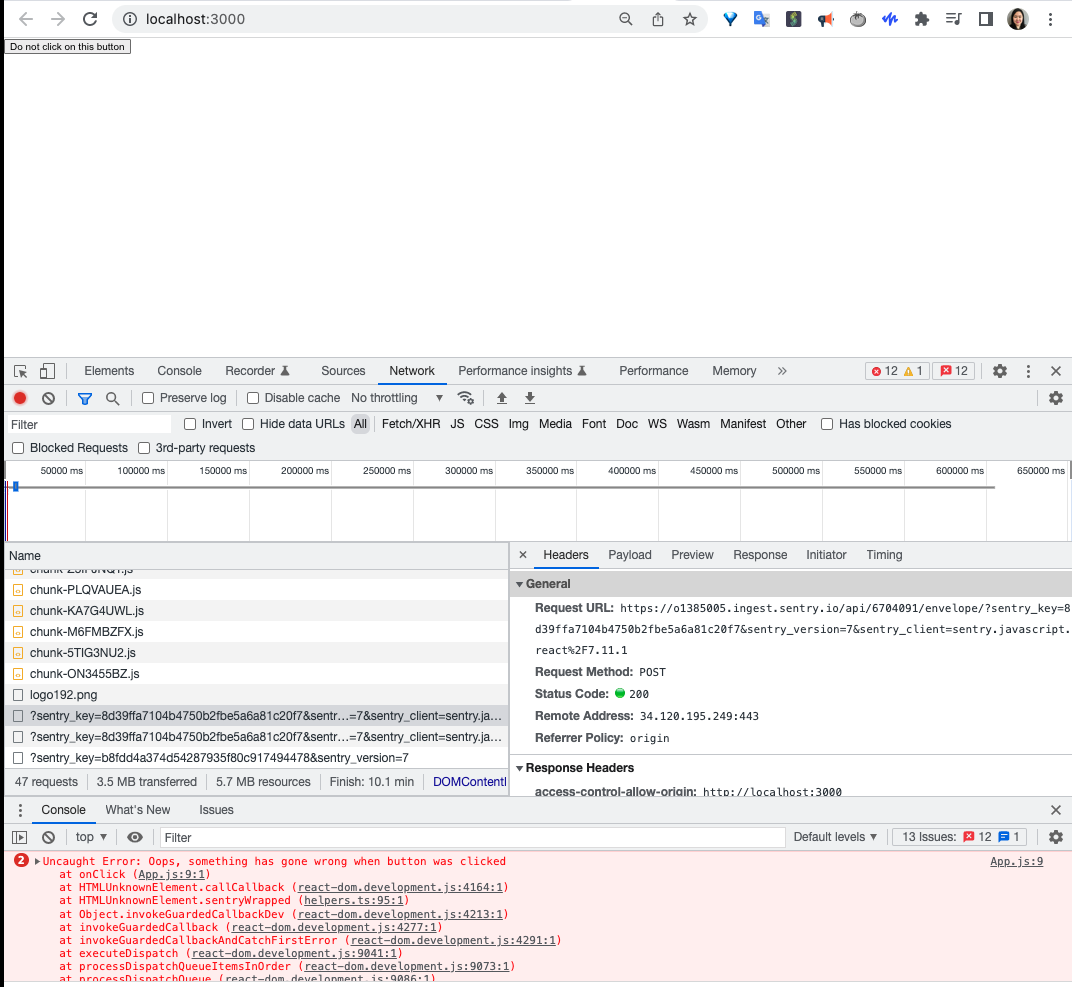 localhost:3000
Do not click on this button
Elements Console Recorder Sources Network Performance insights Performance Memory » 12 1 12
Preserve log Disable cache No throttling
Filter Invert Hide data URLs All Fetch/XHR JS CSS Img Media Font Doc WS Wasm Manifest Other Has blocked cookies
Blocked Requests 3rd-party requests
50000 ms 100000 ms 150000 ms 200000 ms 250000 ms 300000 ms 350000 ms 400000 ms 450000 ms 500000 ms 550000 ms 600000 ms 650000 ms
Name
chunk-PLQVAUEA.js
chunk-KA7G4UWL.js
chunk-M6FMBZFX.js
chunk-5TIG3NU2.js
chunk-ON3455BZ.js
logo192.png
?sentry_key=8d39ffa7104b4750b2fbe5a6a81c20f7&sentr…=7&sentry_client=sentry.ja…
?sentry_key=8d39ffa7104b4750b2fbe5a6a81c20f7&sentr…=7&sentry_client=sentry.ja…
?sentry_key=b8fdd4a374d54287935f80c917494478&sentry_version=7
47 requests 3.5 MB transferred 5.7 MB resources Finish: 10.1 min DOMContentl
× Headers Payload Preview Response Initiator Timing
General
Request URL: https://o1385005.ingest.sentry.io/api/6704091/envelope/?sentry_key=8
d39ffa7104b4750b2fbe5a6a81c20f7&sentry_version=7&sentry_client=sentry.javascript.
react%2F7.11.1
Request Method: POST
Status Code: 200
Remote Address: 34.120.195.249:443
Referrer Policy: origin
Response Headers
access-control-allow-origin: http://localhost:3000
Console What's New Issues
top Filter Default levels 13 Issues: 12 1
2 Uncaught Error: Oops, something has gone wrong when button was clicked App.js:9
at onClick (App.js:9:1)
at HTMLUnknownElement.callCallback (react-dom.development.js:4164:1)
at HTMLUnknownElement.sentryWrapped (helpers.ts:95:1)
at Object.invokeGuardedCallbackDev (react-dom.development.js:4213:1)
at invokeGuardedCallback (react-dom.development.js:4277:1)
at invokeGuardedCallbackAndCatchFirstError (react-dom.development.js:4291:1)
at executeDispatch (react-dom.development.js:9041:1)
at processDispatchQueueItemsInOrder (react-dom.development.js:9073:1)
at processDispatchQueue (react-dom.development.js:9086:1)